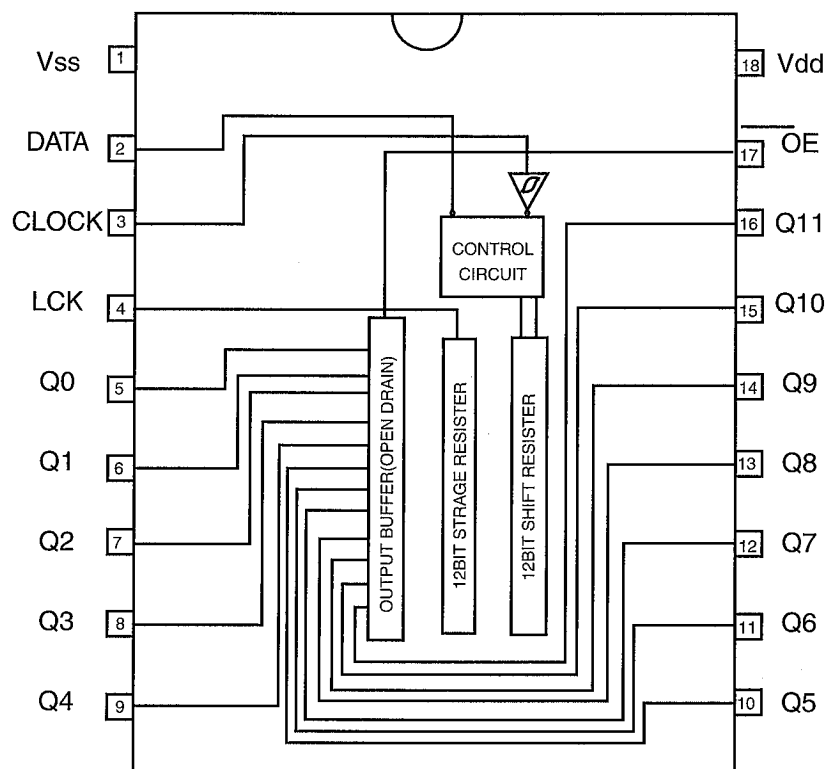 Vss 1
18 Vdd
DATA 2
17 OE
CLOCK 3
16 Q11
LCK 4
15 Q10
Q0 5
14 Q9
Q1 6
13 Q8
Q2 7
12 Q7
Q3 8
11 Q6
Q4 9
10 Q5
CONTROL
CIRCUIT
OUTPUT BUFFER(OPEN DRAIN)
12BIT STRAGE RESISTER
12BIT SHIFT RESISTER